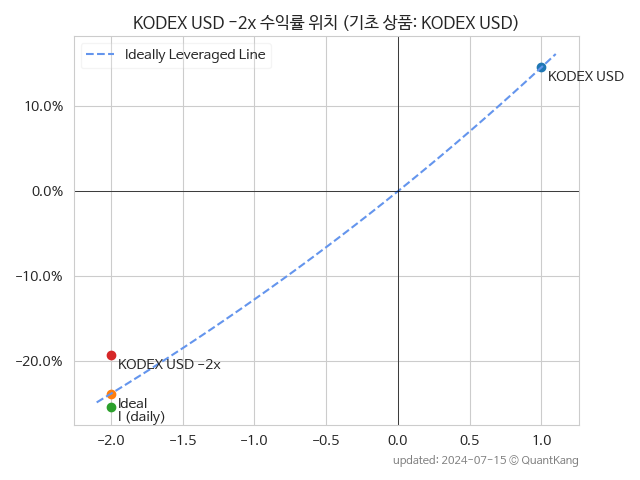 KODEX USD -2x 수익률 위치 (기초 상품: KODEX USD)
Ideally Leveraged Line
KODEX USD
10.0%
0.0%
-10.0%
-20.0%
KODEX USD -2x
Ideal
I (daily)
-2.0 -1.5 -1.0 -0.5 0.0 0.5 1.0
updated: 2024-07-15 © QuantKang